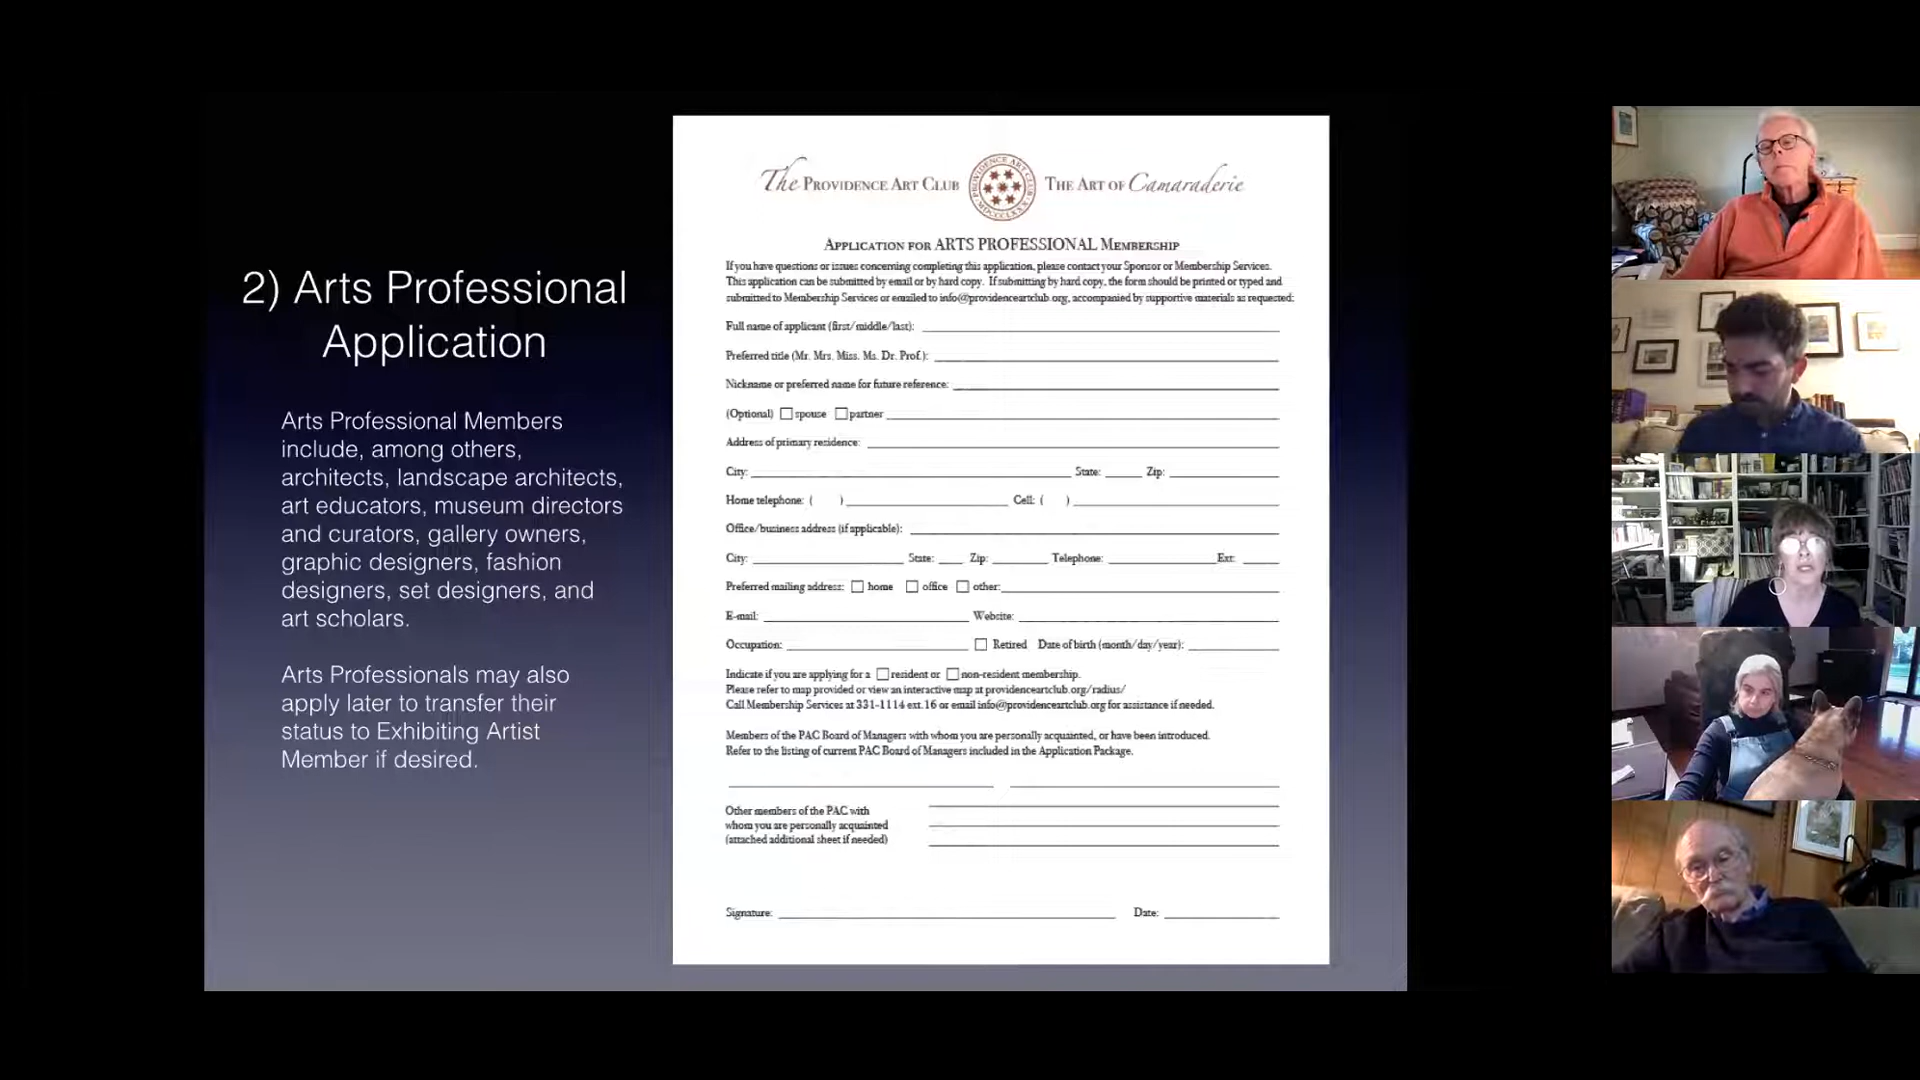 2) Arts Professional
Application
Arts Professional Members
include, among others,
architects, landscape architects,
art educators, museum directors
and curators, gallery owners,
graphic designers, fashion
designers, set designers, and
art scholars.
Arts Professionals may also
apply later to transfer their
status to Exhibiting Artist
Member if desired.
The PROVIDENCE ART CLUB
PROVIDENCE ART CLUB MDCCCLXXX
THE ART OF Camaraderie
APPLICATION FOR ARTS PROFESSIONAL MEMBERSHIP
If you have questions or issues concerning completing this application, please contact your Sponsor or Membership Services.
This application can be submitted by email or by hard copy. If submitting by hard copy, the form should be printed or typed and
submitted to Membership Services or emailed to info@providenceartclub.org, accompanied by supportive materials as requested:
Full name of applicant (first/middle/last):
Preferred title (Mr. Mrs. Miss. Ms. Dr. Prof.):
Nickname or preferred name for future reference:
(Optional) spouse partner
Address of primary residence:
City: State: Zip:
Home telephone: ( ) Cell: ( )
Office/business address (if applicable):
City: State: Zip: Telephone: Ext:
Preferred mailing address: home office other:
E-mail: Website:
Occupation: Retired Date of birth (month/day/year):
Indicate if you are applying for a resident or non-resident membership.
Please refer to map provided or view an interactive map at providenceartclub.org/radius/
Call Membership Services at 331-1114 ext. 16 or email info@providenceartclub.org for assistance if needed.
Members of the PAC Board of Managers with whom you are personally acquainted, or have been introduced.
Refer to the listing of current PAC Board of Managers included in the Application Package.
Other members of the PAC with
whom you are personally acquainted
(attached additional sheet if needed)
Signature: Date: